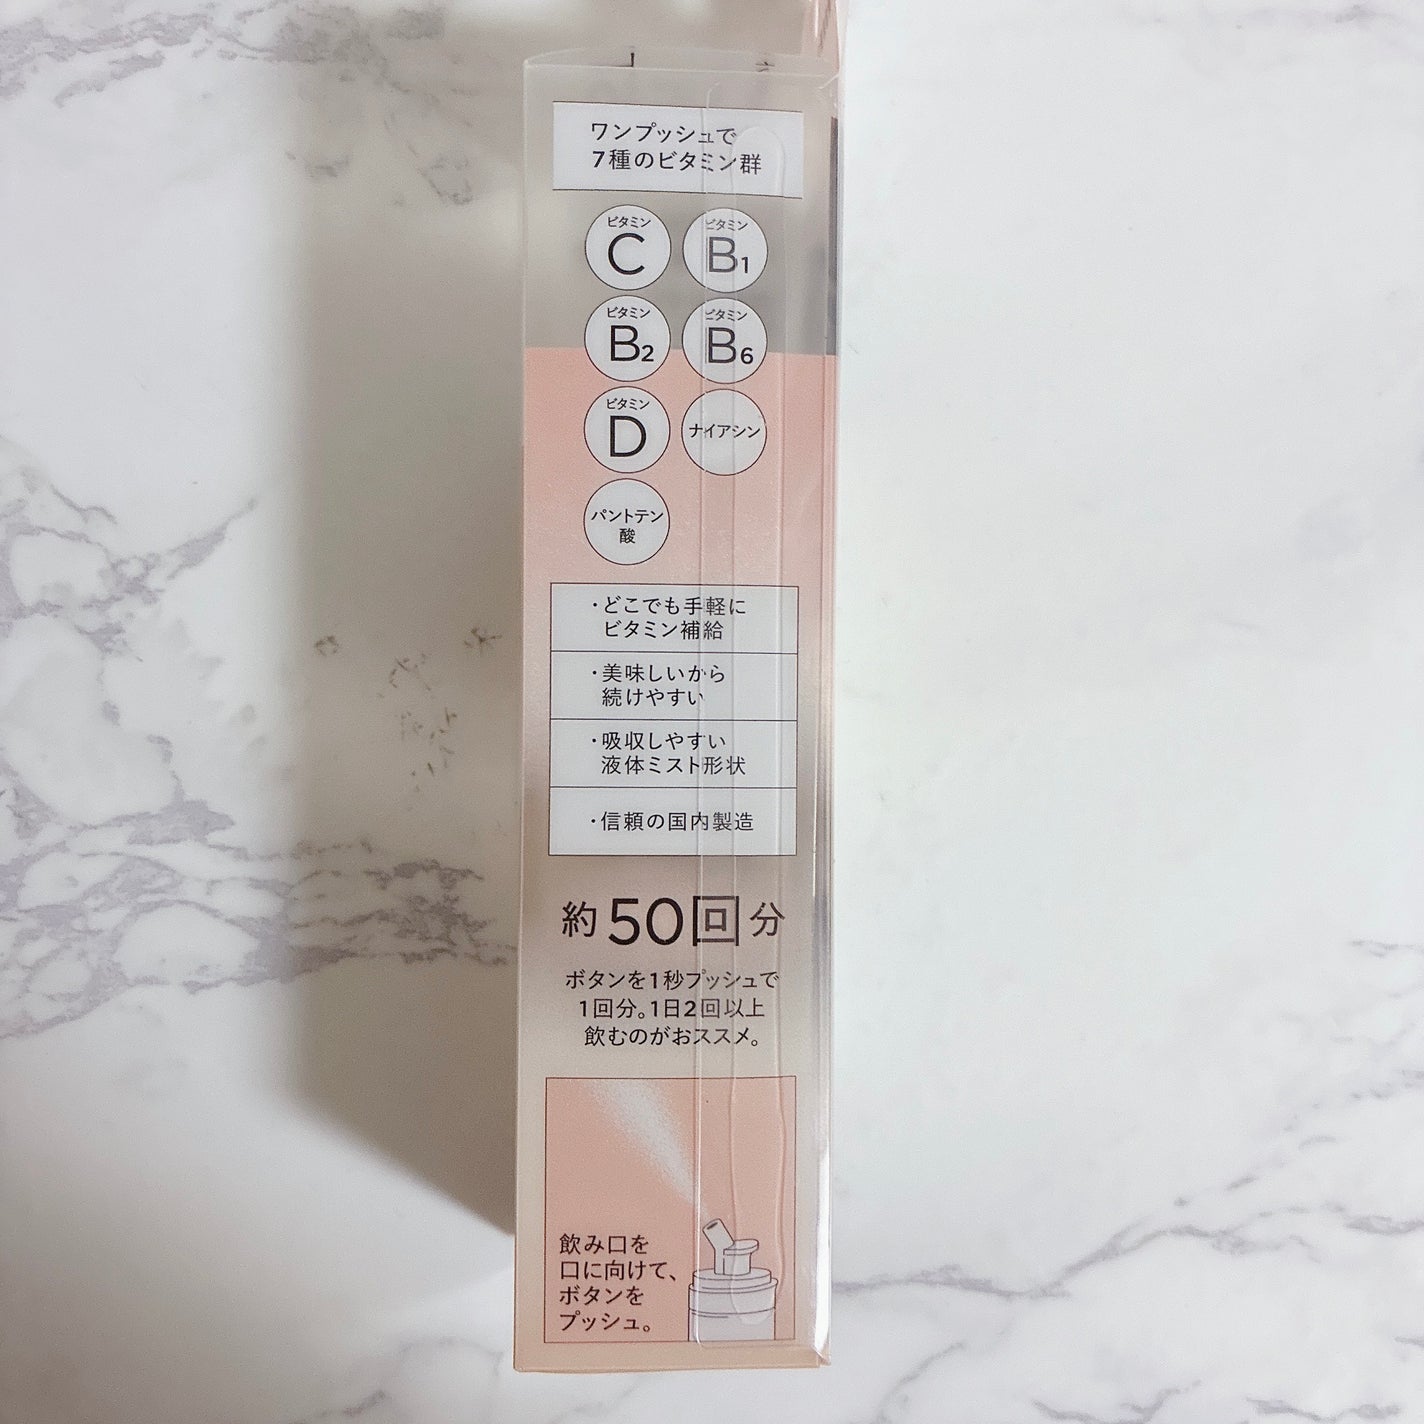 ワンプッシュで
7種のビタミン群
ビタミン
C
ビタミン
B1
ビタミン
B2
ビタミン
B6
ビタミン
D
ナイアシン
パントテン
酸
・どこでも手軽に
ビタミン補給
・美味しいから
続けやすい
・吸収しやすい
液体ミスト形状
・信頼の国内製造
約50回分
ボタンを1秒プッシュで
1回分。1日2回以上
飲むのがおススメ。
飲み口を
口に向けて、
ボタンを
プッシュ。